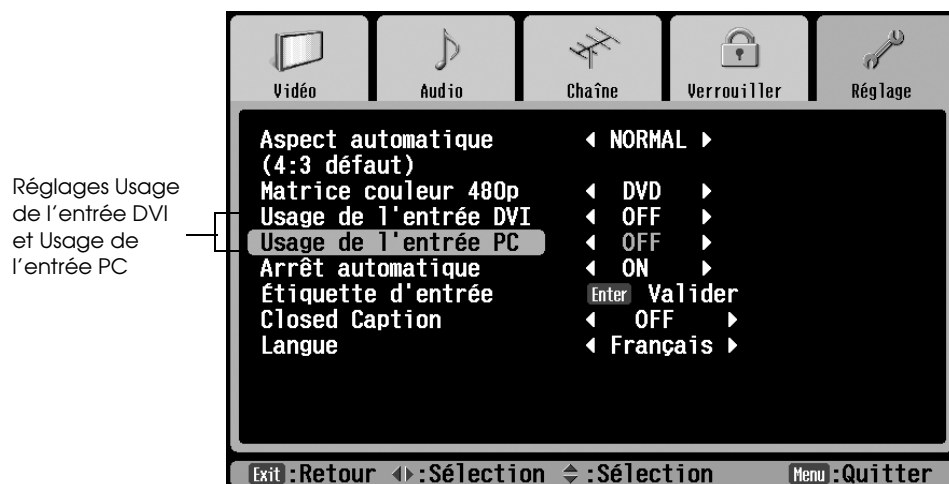 Vidéo Audio Chaîne Verrouiller Réglage
Réglages Usage
de l'entrée DVI
et Usage de
l'entrée PC
Aspect automatique ◀ NORMAL ▶
(4:3 défaut)
Matrice couleur 480p ◀ DVD ▶
Usage de l'entrée DVI ◀ OFF ▶
Usage de l'entrée PC ◀ OFF ▶
Arrêt automatique ◀ ON ▶
Étiquette d'entrée Enter Valider
Closed Caption ◀ OFF ▶
Langue ◀ Français ▶
Exit :Retour ◀▶:Sélection ▲▼:Sélection Menu :Quitter